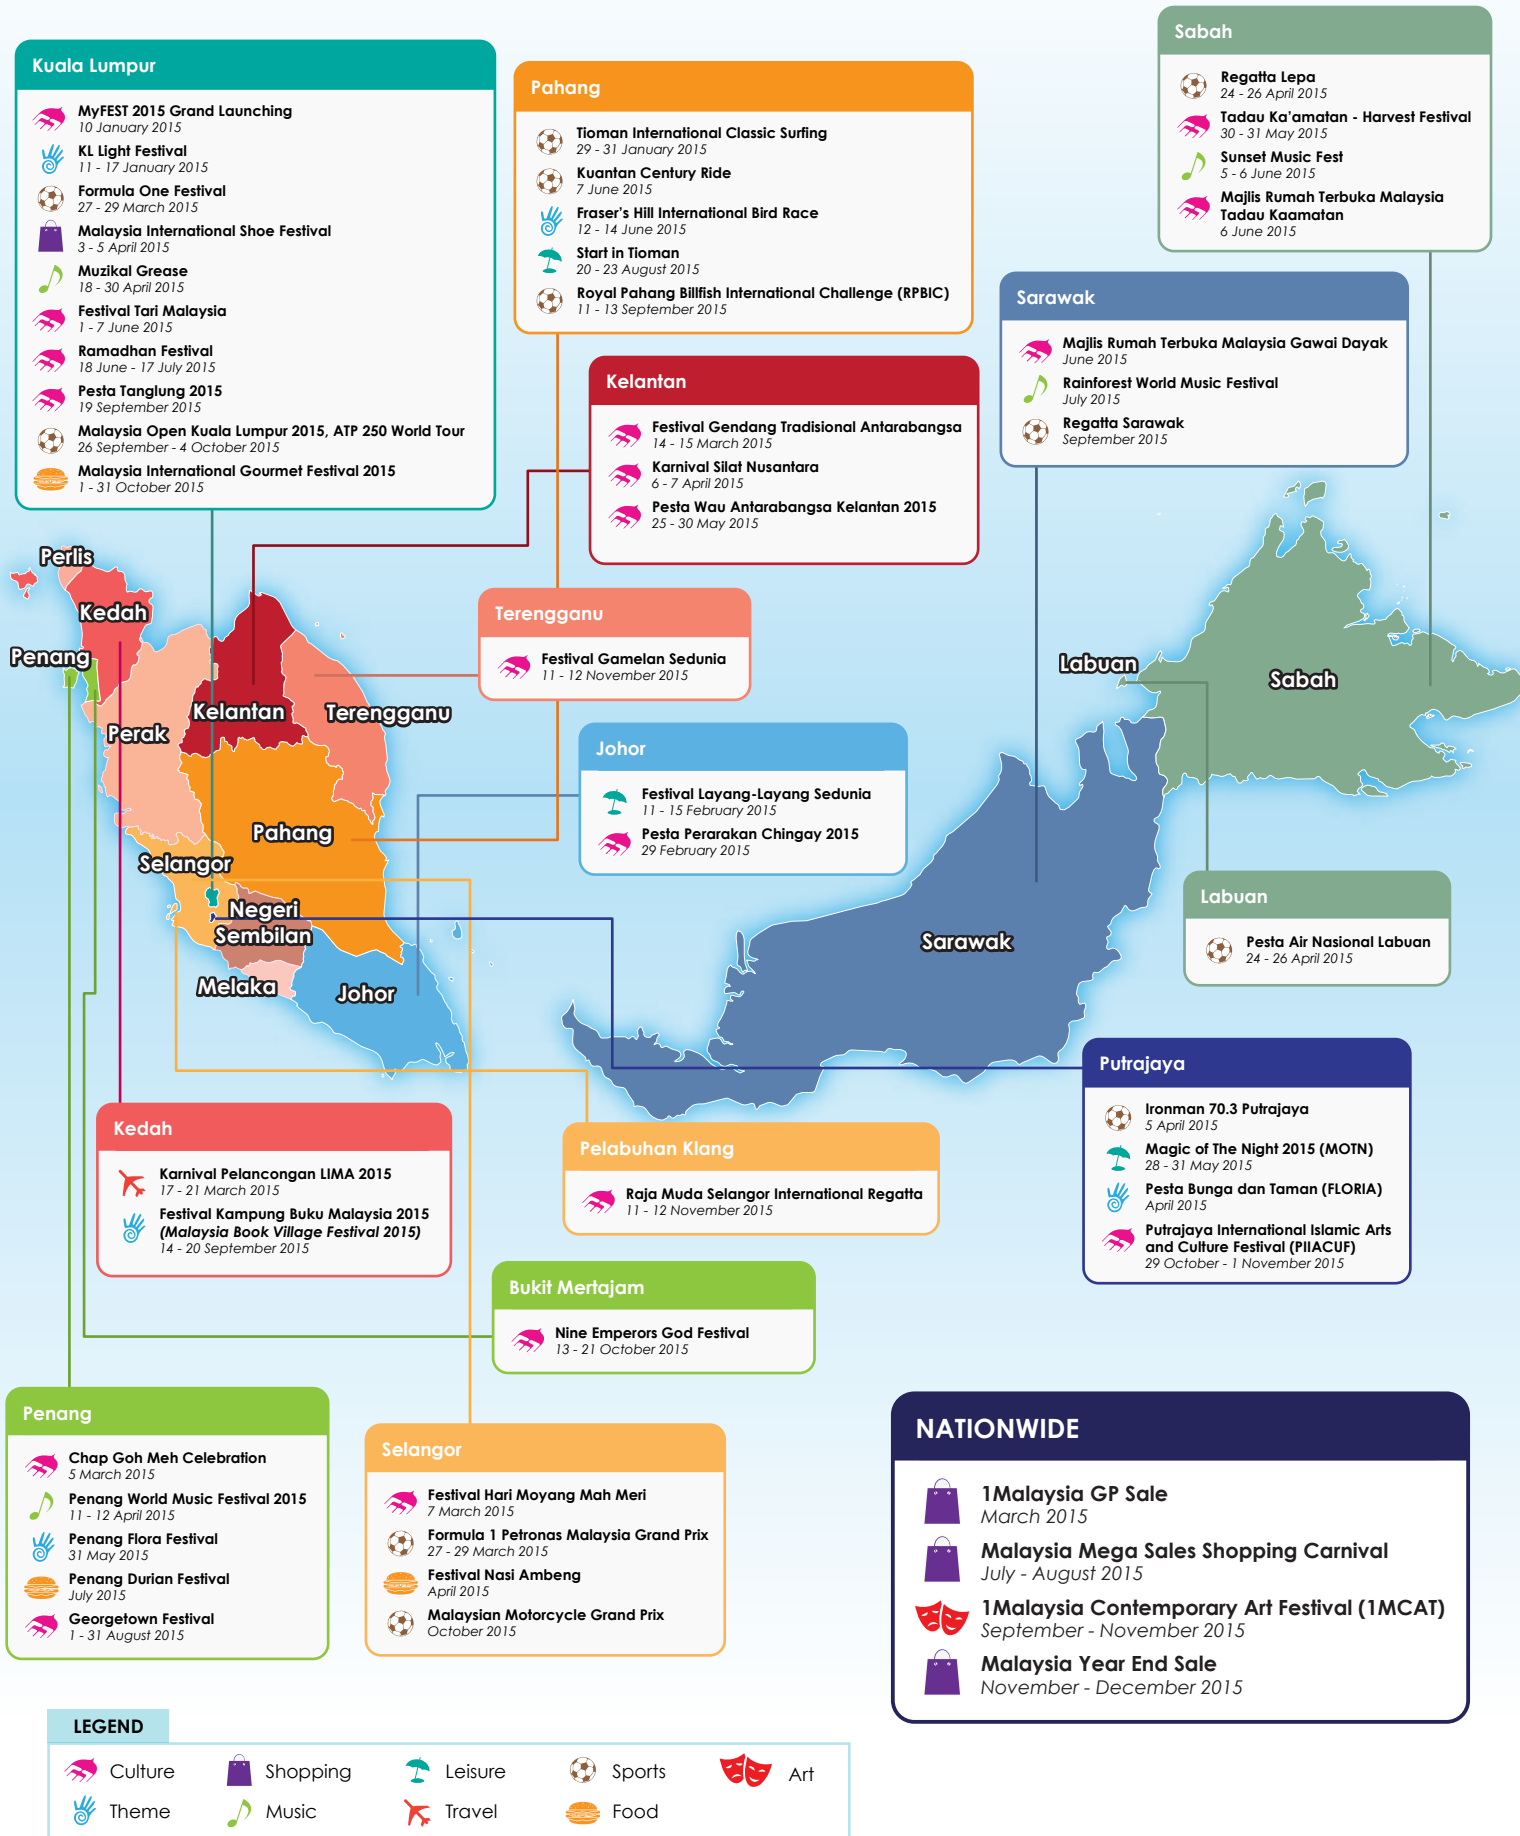 Kuala Lumpur
MyFEST 2015 Grand Launching
10 January 2015
KL Light Festival
11 - 17 January 2015
Formula One Festival
27 - 29 March 2015
Malaysia International Shoe Festival
3 - 5 April 2015
Muzikal Grease
18 - 30 April 2015
Festival Tari Malaysia
1 - 7 June 2015
Ramadhan Festival
18 June - 17 July 2015
Pesta Tanglung 2015
19 September 2015
Malaysia Open Kuala Lumpur 2015, ATP 250 World Tour
26 September - 4 October 2015
Malaysia International Gourmet Festival 2015
1 - 31 October 2015
Pahang
Tioman International Classic Surfing
29 - 31 January 2015
Kuantan Century Ride
7 June 2015
Fraser's Hill International Bird Race
12 - 14 June 2015
Start in Tioman
20 - 23 August 2015
Royal Pahang Billfish International Challenge (RPBIC)
11 - 13 September 2015
Sabah
Regatta Lepa
24 - 26 April 2015
Tadau Ka'amatan - Harvest Festival
30 - 31 May 2015
Sunset Music Fest
5 - 6 June 2015
Majlis Rumah Terbuka Malaysia
Tadau Kaamatan
6 June 2015
Sarawak
Majlis Rumah Terbuka Malaysia Gawai Dayak
June 2015
Rainforest World Music Festival
July 2015
Regatta Sarawak
September 2015
Kelantan
Festival Gendang Tradisional Antarabangsa
14 - 15 March 2015
Karnival Silat Nusantara
6 - 7 April 2015
Pesta Wau Antarabangsa Kelantan 2015
25 - 30 May 2015
Terengganu
Festival Gamelan Sedunia
11 - 12 November 2015
Johor
Festival Layang-Layang Sedunia
11 - 15 February 2015
Pesta Perarakan Chingay 2015
29 February 2015
Perlis
Kedah
Penang
Perak
Kelantan
Terengganu
Pahang
Selangor
Negeri
Sembilan
Melaka
Johor
Labuan
Sabah
Sarawak
Labuan
Pesta Air Nasional Labuan
24 - 26 April 2015
Putrajaya
Ironman 70.3 Putrajaya
5 April 2015
Magic of The Night 2015 (MOTN)
28 - 31 May 2015
Pesta Bunga dan Taman (FLORIA)
April 2015
Putrajaya International Islamic Arts
and Culture Festival (PIIACUF)
29 October - 1 November 2015
Kedah
Karnival Pelancongan LIMA 2015
17 - 21 March 2015
Festival Kampung Buku Malaysia 2015
(Malaysia Book Village Festival 2015)
14 - 20 September 2015
Pelabuhan Klang
Raja Muda Selangor International Regatta
11 - 12 November 2015
Bukit Mertajam
Nine Emperors God Festival
13 - 21 October 2015
Penang
Chap Goh Meh Celebration
5 March 2015
Penang World Music Festival 2015
11 - 12 April 2015
Penang Flora Festival
31 May 2015
Penang Durian Festival
July 2015
Georgetown Festival
1 - 31 August 2015
Selangor
Festival Hari Moyang Mah Meri
7 March 2015
Formula 1 Petronas Malaysia Grand Prix
27 - 29 March 2015
Festival Nasi Ambeng
April 2015
Malaysian Motorcycle Grand Prix
October 2015
NATIONWIDE
1Malaysia GP Sale
March 2015
Malaysia Mega Sales Shopping Carnival
July - August 2015
1Malaysia Contemporary Art Festival (1MCAT)
September - November 2015
Malaysia Year End Sale
November - December 2015
LEGEND
Culture
Shopping
Leisure
Sports
Art
Theme
Music
Travel
Food